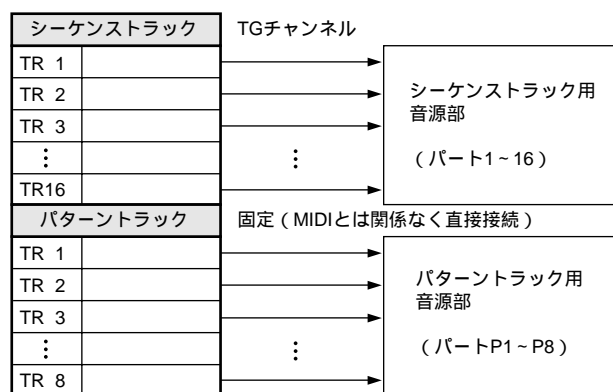 シーケンストラック
TGチャンネル
TR 1
TR 2
TR 3
⋮
⋮
TR16
シーケンストラック用
音源部
(パート1~16)
パターントラック
固定(MIDIとは関係なく直接接続)
TR 1
TR 2
TR 3
⋮
⋮
TR 8
パターントラック用
音源部
(パートP1~P8)